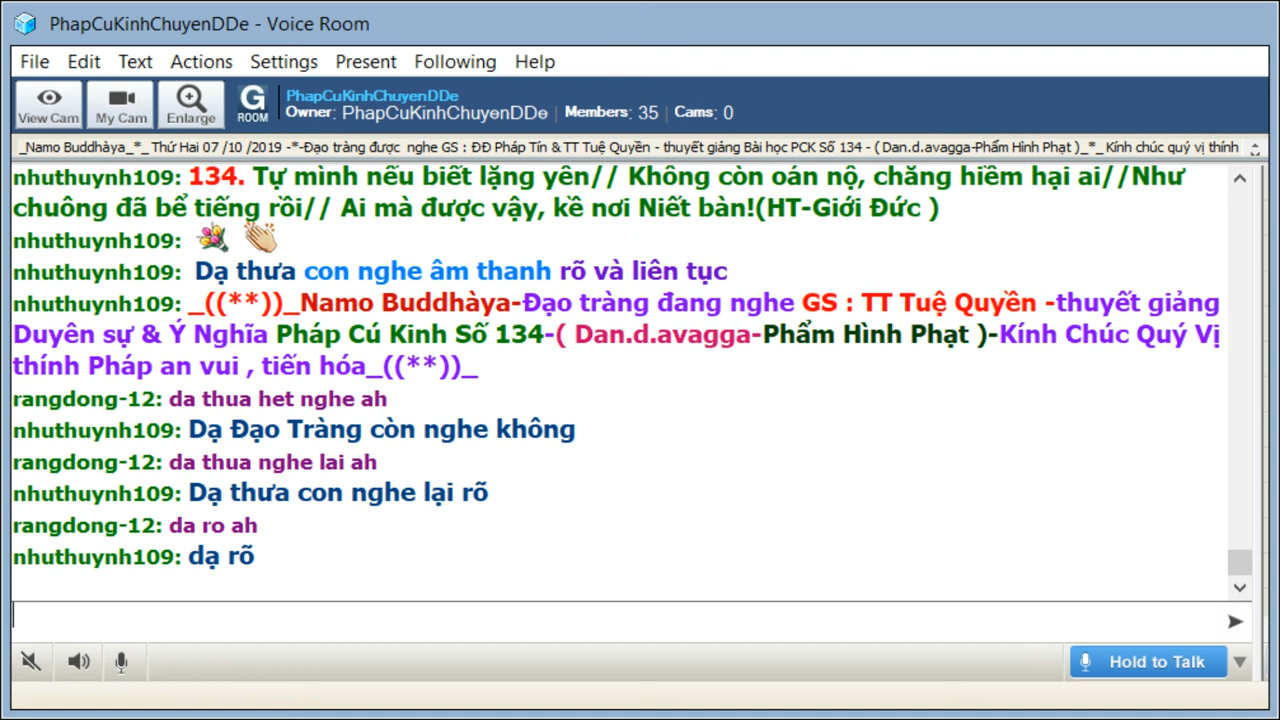 PhapCuKinhChuyenDDe - Voice Room
File Edit Text Actions Settings Present Following Help
View Cam My Cam Enlarge G ROOM
PhapCuKinhChuyenDDe
Owner: PhapCuKinhChuyenDDe | Members: 35 | Cams: 0
_Namo Buddhàya_*_ Thứ Hai 07 /10 /2019 -*-Đạo tràng được nghe GS : ĐĐ Pháp Tín & TT Tuệ Quyền - thuyết giảng Bài học PCK Số 134 - ( Dan.d.avagga-Phẩm Hình Phạt )_*_ Kính chúc quý vị thính
nhuthuynh109: 134. Tự mình nếu biết lặng yên// Không còn oán nộ, chăng hiềm hại ai//Như
chuông đã bể tiếng rồi// Ai mà được vậy, kề nơi Niết bàn!(HT-Giới Đức )
nhuthuynh109:
nhuthuynh109: Dạ thưa con nghe âm thanh rõ và liên tục
nhuthuynh109: _((**))_Namo Buddhàya-Đạo tràng đang nghe GS : TT Tuệ Quyền -thuyết giảng
Duyên sự & Ý Nghĩa Pháp Cú Kinh Số 134-( Dan.d.avagga-Phẩm Hình Phạt )-Kính Chúc Quý Vị
thính Pháp an vui , tiến hóa_((**))_
rangdong-12: da thua het nghe ah
nhuthuynh109: Dạ Đạo Tràng còn nghe không
rangdong-12: da thua nghe lai ah
nhuthuynh109: Dạ thưa con nghe lại rõ
rangdong-12: da ro ah
nhuthuynh109: dạ rõ
Hold to Talk